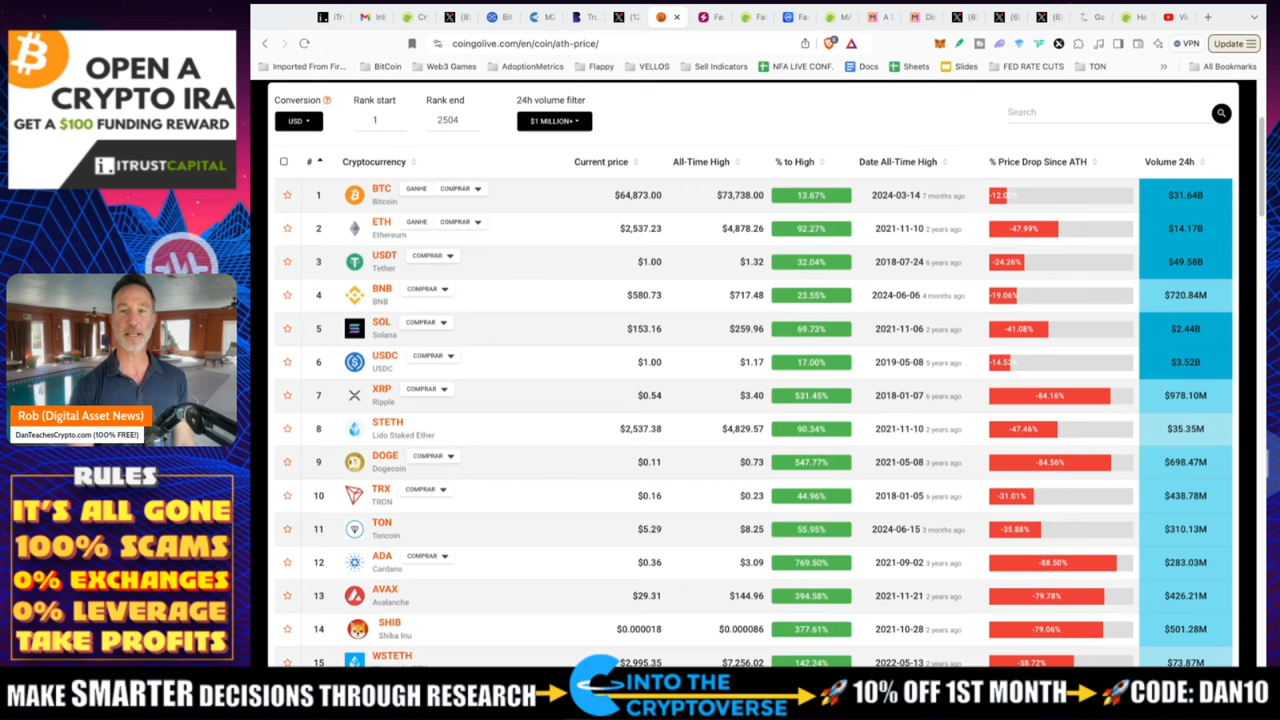 OPEN A
CRYPTO IRA
GET A $100 FUNDING REWARD
ITRUSTCAPITAL
Rob (Digital Asset News)
DanTeachesCrypto.com (100% FREE!)
RULES
IT'S ALL GONE
100% SCAMS
0% EXCHANGES
0% LEVERAGE
TAKE PROFITS
coingolive.com/en/coin/ath-price/
VPN
Update
Imported From Fir...
BitCoin
Web3 Games
AdoptionMetrics
Flappy
VELLOS
Sell Indicators
NFA LIVE CONF.
Docs
Sheets
Slides
FED RATE CUTS
TON
»
All Bookmarks
Conversion
Rank start
Rank end
24h volume filter
USD
1
2504
$1 MILLION+
Search
# Cryptocurrency Current price All-Time High % to High Date All-Time High % Price Drop Since ATH Volume 24h
1 BTC GANHE COMPRAR $64,873.00 $73,738.00 13.67% 2024-03-14 7 months ago $31.64B
Bitcoin
2 ETH GANHE COMPRAR $2,537.23 $4,878.26 92.27% 2021-11-10 2 years ago -47.99% $14.17B
Ethereum
3 USDT COMPRAR $1.00 $1.32 32.04% 2018-07-24 6 years ago -24.26% $49.58B
Tether
4 BNB COMPRAR $580.73 $717.48 23.55% 2024-06-06 4 months ago -19.06% $720.84M
BNB
5 SOL COMPRAR $153.16 $259.96 69.73% 2021-11-06 2 years ago -41.08% $2.44B
Solana
6 USDC COMPRAR $1.00 $1.17 17.00% 2019-05-08 5 years ago $3.52B
USDC
7 XRP COMPRAR $0.54 $3.40 531.45% 2018-01-07 6 years ago -84.16% $978.10M
Ripple
8 STETH $2,537.38 $4,829.57 90.34% 2021-11-10 2 years ago -47.46% $35.35M
Lido Staked Ether
9 DOGE COMPRAR $0.11 $0.73 547.77% 2021-05-08 3 years ago -84.56% $698.47M
Dogecoin
10 TRX COMPRAR $0.16 $0.23 44.96% 2018-01-05 6 years ago -31.01% $438.78M
TRON
11 TON $5.29 $8.25 55.95% 2024-06-15 3 months ago -35.88% $310.13M
Toncoin
12 ADA COMPRAR $0.36 $3.09 769.50% 2021-09-02 3 years ago -88.50% $283.03M
Cardano
13 AVAX $29.31 $144.96 394.58% 2021-11-21 2 years ago -79.78% $426.21M
Avalanche
14 SHIB $0.000018 $0.000086 377.61% 2021-10-28 2 years ago -79.06% $501.28M
Shiba Inu
15 WSTETH $2,995.35 $7,256.02 142.24% 2022-05-13 2 years ago -58.72% $73.87M
MAKE SMARTER DECISIONS THROUGH RESEARCH
INTO THE
CRYPTOVERSE
10% OFF 1ST MONTH
CODE: DAN10